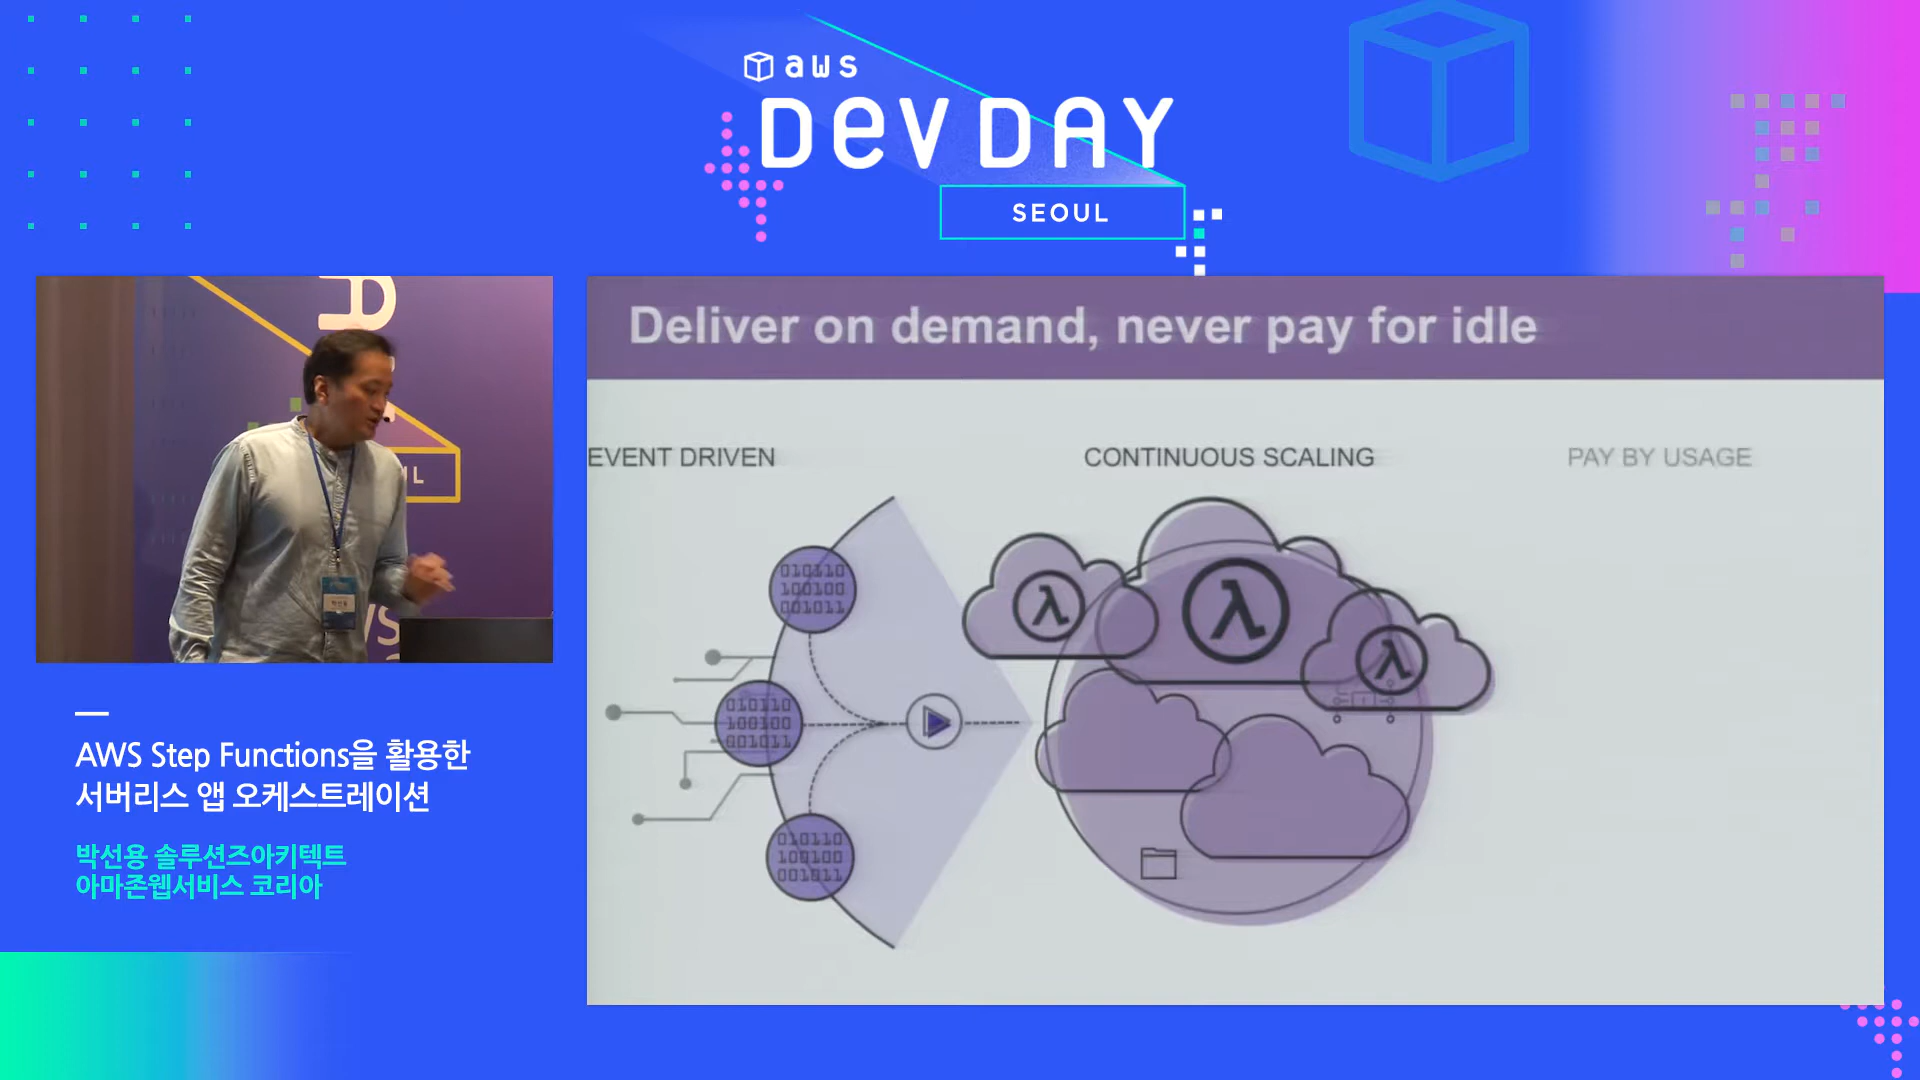 aws
DEV DAY
SEOUL
Deliver on demand, never pay for idle
EVENT DRIVEN
CONTINUOUS SCALING
PAY BY USAGE
010110
100100
001011
010110
100100
001011
010110
100100
001011
λ
λ
λ
AWS Step Functions을 활용한
서버리스 앱 오케스트레이션
박선용 솔루션즈아키텍트
아마존웹서비스 코리아